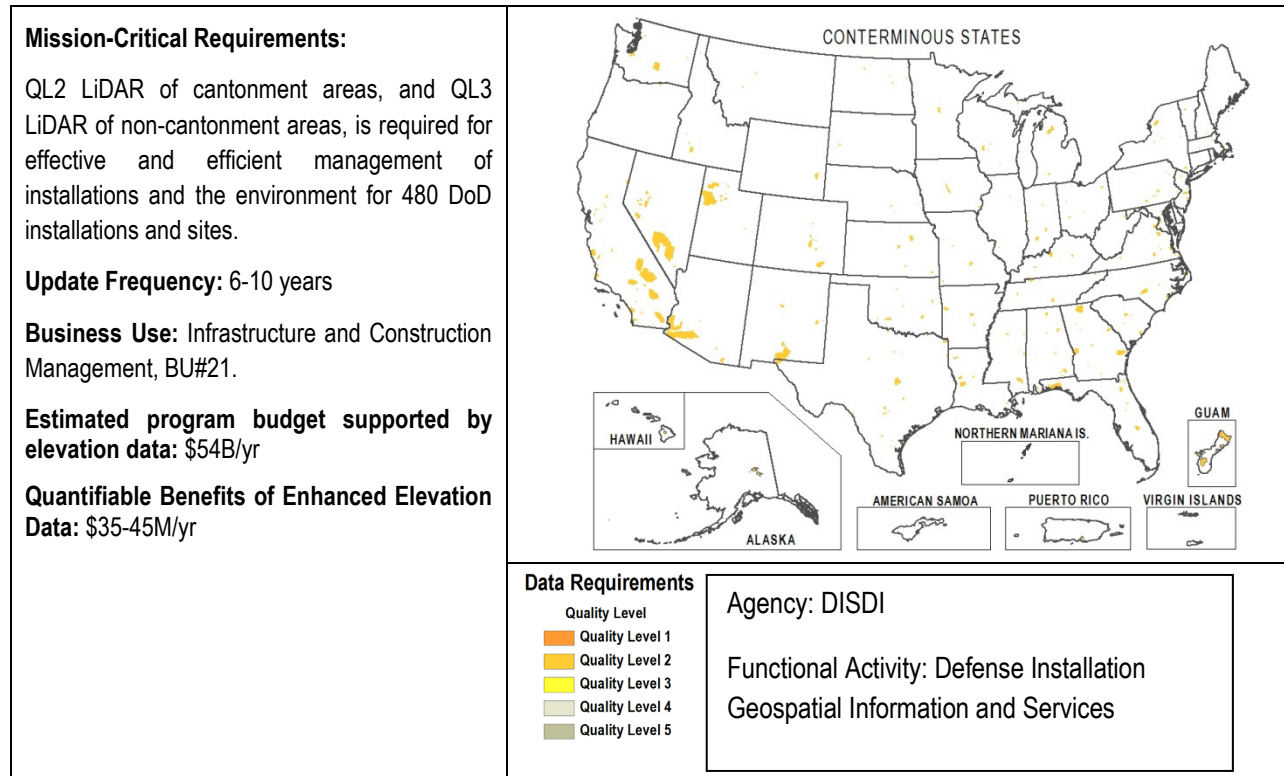 Mission-Critical Requirements:
QL2 LiDAR of cantonment areas, and QL3
LiDAR of non-cantonment areas, is required for
effective and efficient management of
installations and the environment for 480 DoD
installations and sites.
Update Frequency: 6-10 years
Business Use: Infrastructure and Construction
Management, BU#21.
Estimated program budget supported by
elevation data: $54B/yr
Quantifiable Benefits of Enhanced Elevation
Data: $35-45M/yr
CONTERMINOUS STATES
HAWAII
ALASKA
NORTHERN MARIANA IS.
GUAM
AMERICAN SAMOA
PUERTO RICO
VIRGIN ISLANDS
Data Requirements
Quality Level
Quality Level 1
Quality Level 2
Quality Level 3
Quality Level 4
Quality Level 5
Agency: DISDI
Functional Activity: Defense Installation
Geospatial Information and Services